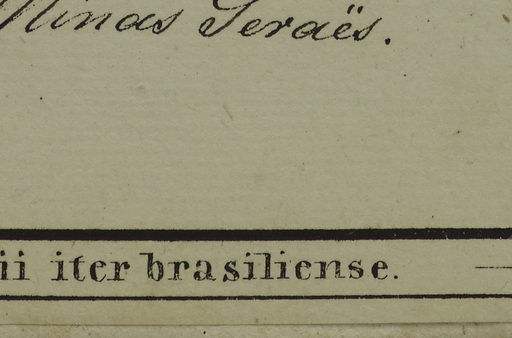 Minas Geraës.
ii iter brasiliense.